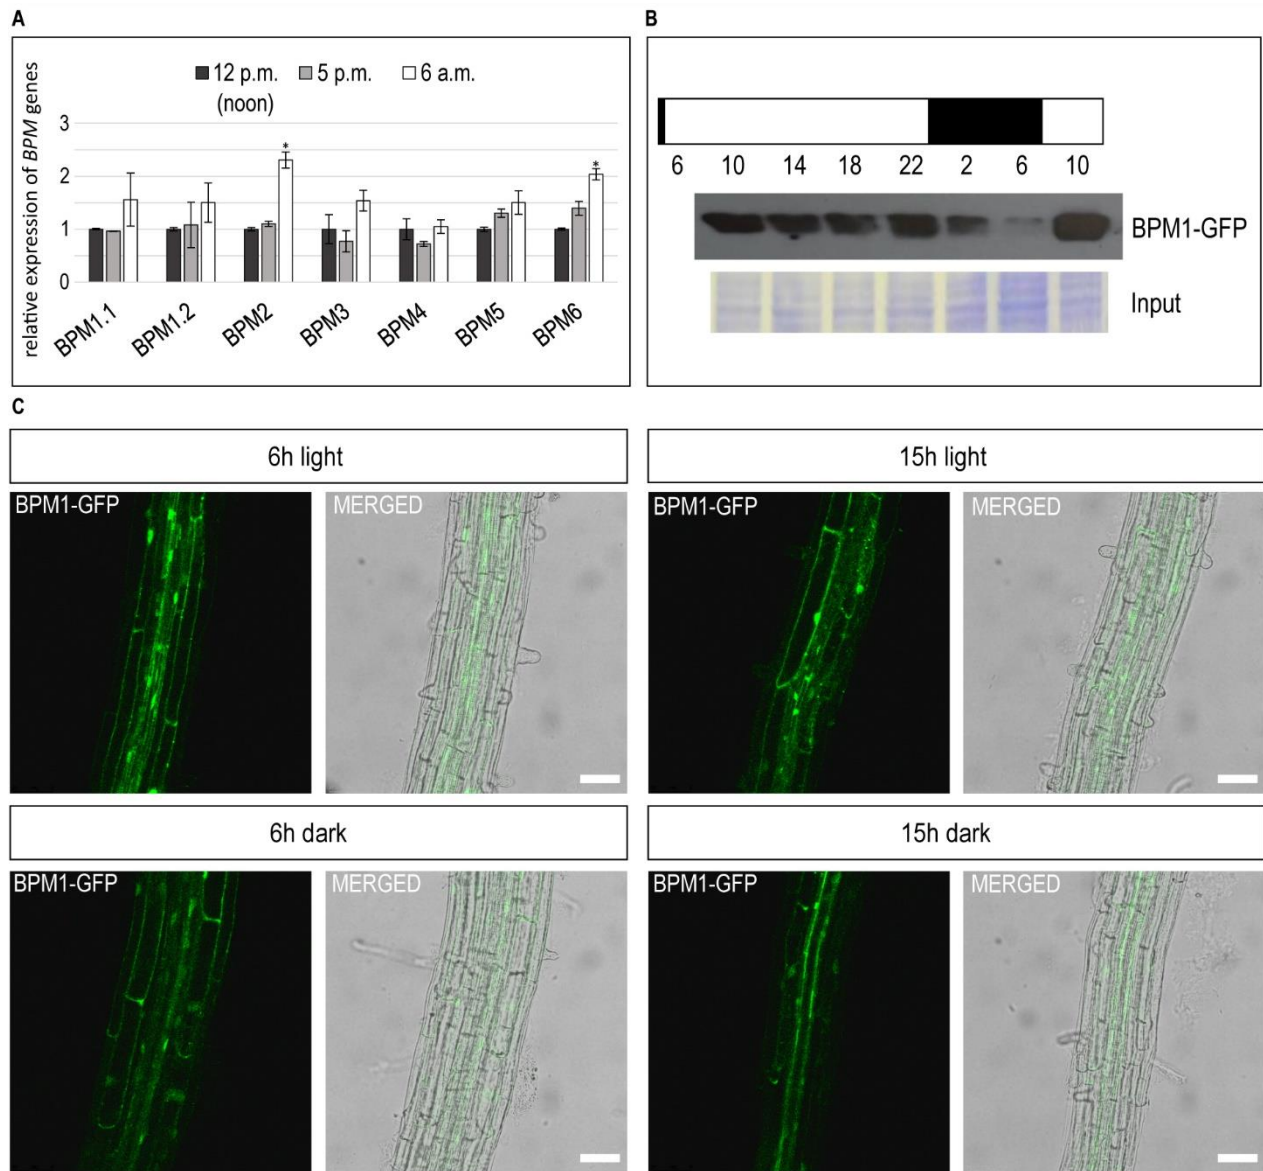 A
12 p.m.
(noon)
5 p.m.
6 a.m.
relative expression of BPM genes
3
2
1
0
*
*
BPM1.1
BPM1.2
BPM2
BPM3
BPM4
BPM5
BPM6
B
6 10 14 18 22 2 6 10
BPM1-GFP
Input
C
6h light
BPM1-GFP
MERGED
15h light
BPM1-GFP
MERGED
6h dark
BPM1-GFP
MERGED
15h dark
BPM1-GFP
MERGED